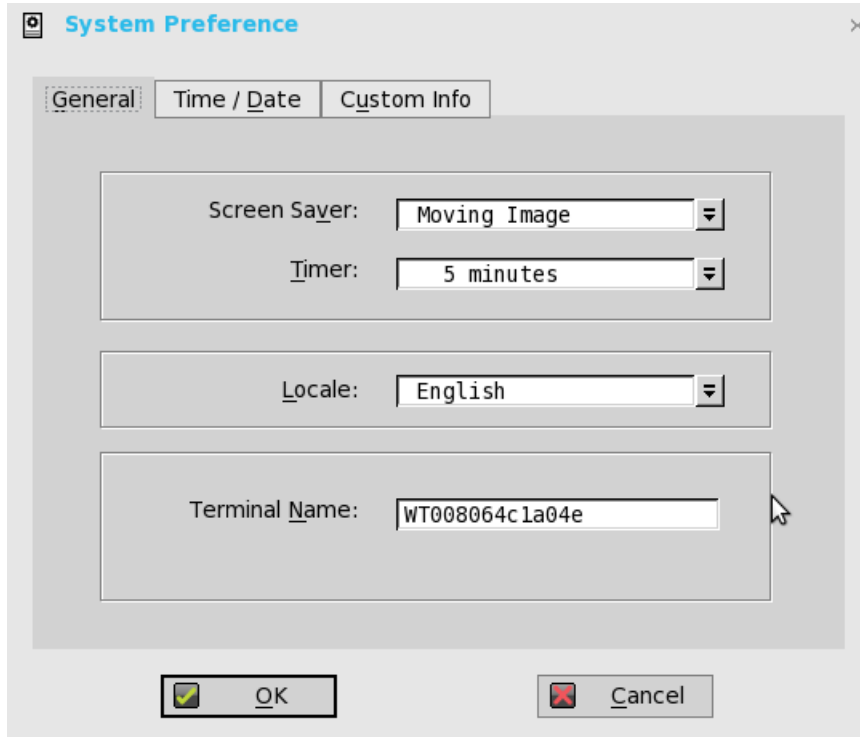 System Preference
General Time / Date Custom Info
Screen Saver: Moving Image
Timer: 5 minutes
Locale: English
Terminal Name: WT008064c1a04e
OK Cancel